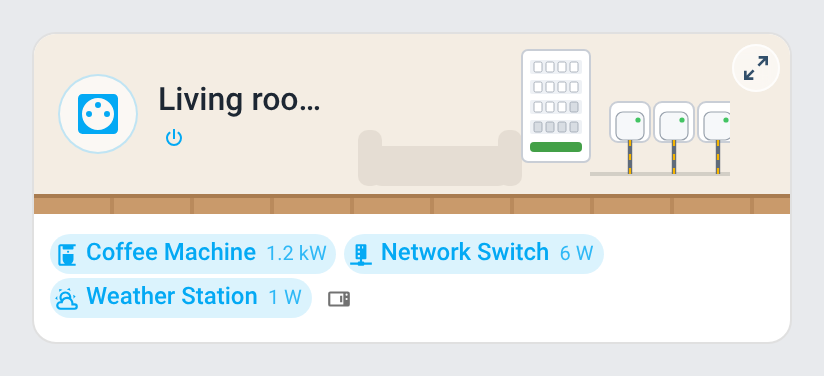 Living roo...
Coffee Machine 1.2 kW Network Switch 6 W
Weather Station 1 W